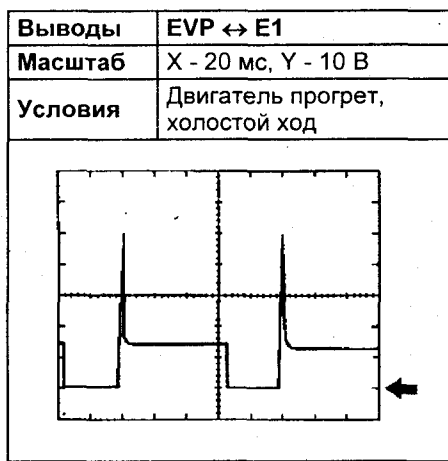 Выводы EVP ↔ E1
Масштаб X - 20 мс, Y - 10 В
Условия Двигатель прогрет,
холостой ход